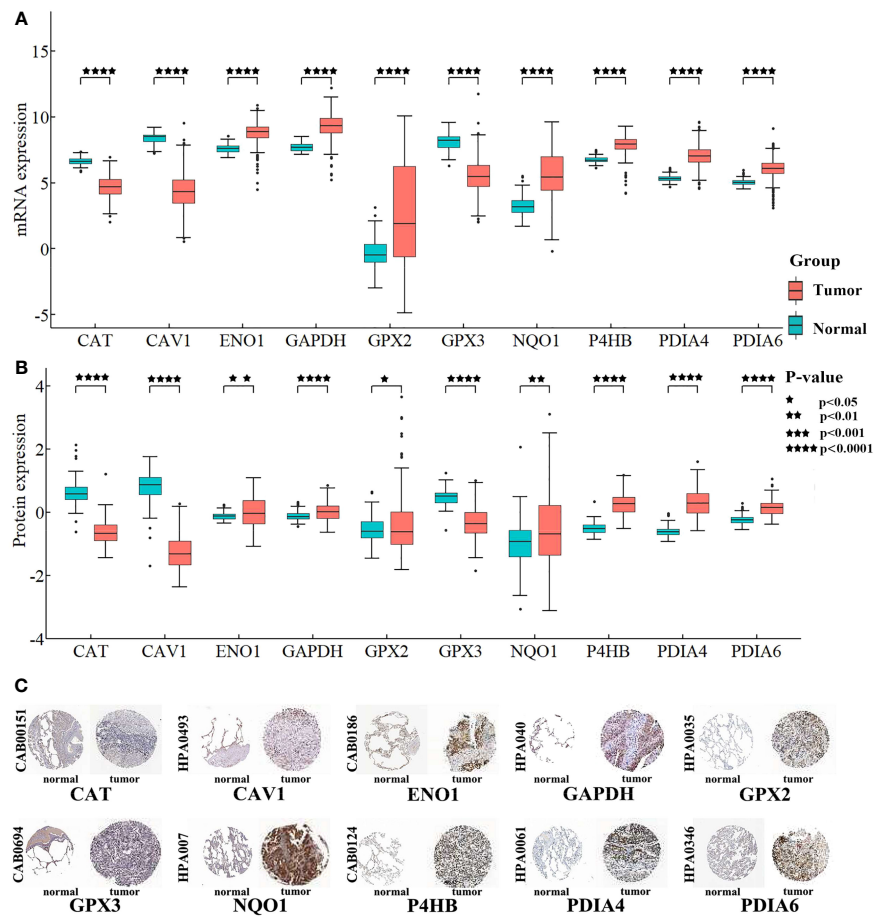 A
mRNA expression
15
10
5
0
-5
★★★★ ★★★★ ★★★★ ★★★★ ★★★★ ★★★★ ★★★★ ★★★★ ★★★★ ★★★★
CAT CAV1 ENO1 GAPDH GPX2 GPX3 NQO1 P4HB PDIA4 PDIA6
Group
Tumor
Normal
B
Protein expression
4
2
0
-2
-4
★★★★ ★★★★ ★ ★ ★★★★ ★ ★★★★ ★★ ★★★★ ★★★★ ★★★★
CAT CAV1 ENO1 GAPDH GPX2 GPX3 NQO1 P4HB PDIA4 PDIA6
P-value
★ p<0.05
★★ p<0.01
★★★ p<0.001
★★★★ p<0.0001
C
CAB00151
normal tumor
CAT
HPA0493
normal tumor
CAV1
CAB0186
normal tumor
ENO1
HPA040
normal tumor
GAPDH
HPA0035
normal tumor
GPX2
CAB0694
normal tumor
GPX3
HPA007
normal tumor
NQO1
CAB0124
normal tumor
P4HB
HPA0061
normal tumor
PDIA4
HPA0346
normal tumor
PDIA6